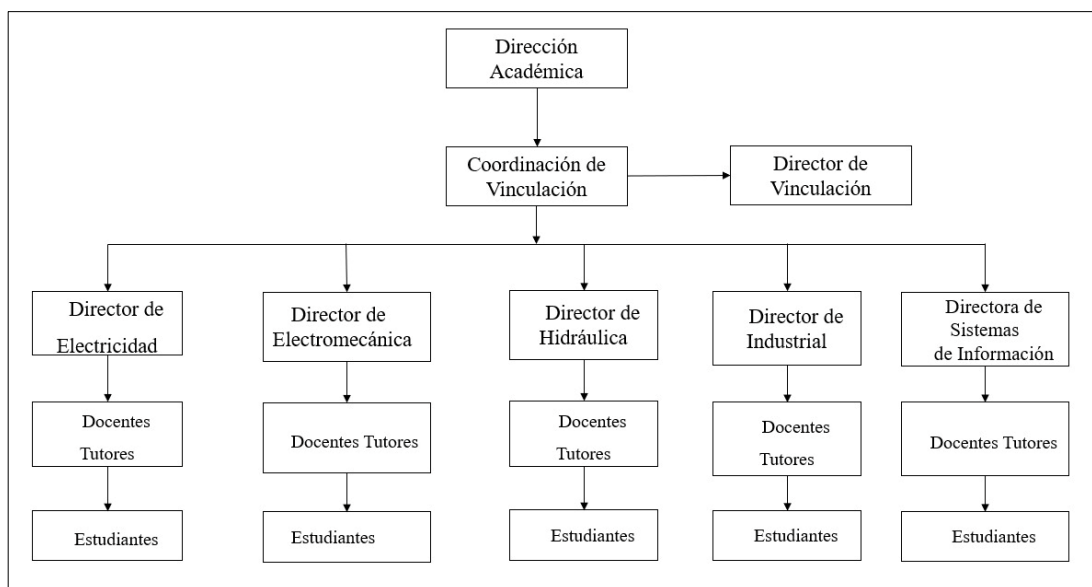 Dirección
Académica
Coordinación de
Vinculación
Director de
Vinculación
Director de
Electricidad
Director de
Electromecánica
Director de
Hidráulica
Director de
Industrial
Directora de
Sistemas
de Información
Docentes
Tutores
Docentes Tutores
Docentes
Tutores
Docentes
Tutores
Docentes Tutores
Estudiantes
Estudiantes
Estudiantes
Estudiantes
Estudiantes